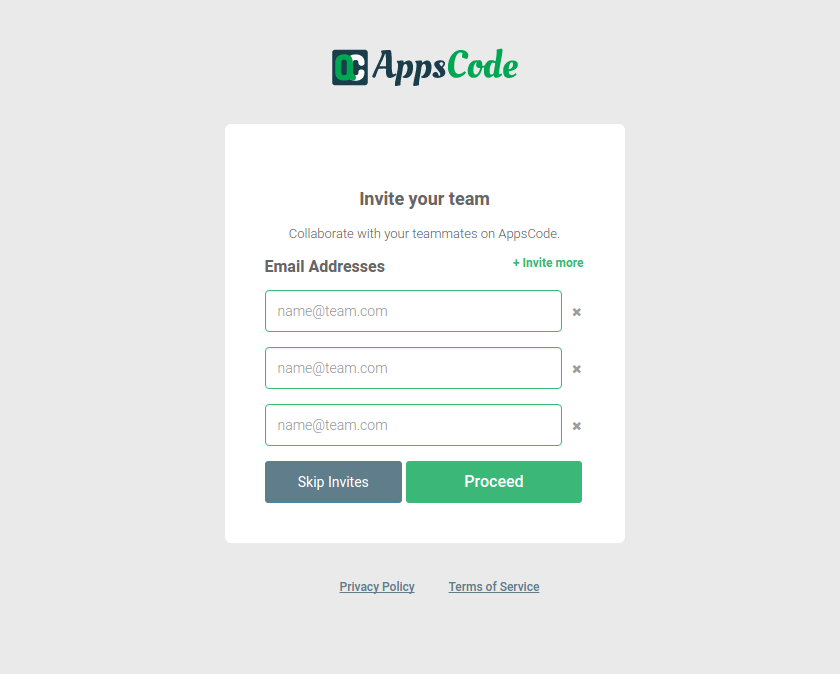 AppsCode
Invite your team
Collaborate with your teammates on AppsCode.
Email Addresses
+ Invite more
name@team.com
name@team.com
name@team.com
Skip Invites
Proceed
Privacy Policy
Terms of Service